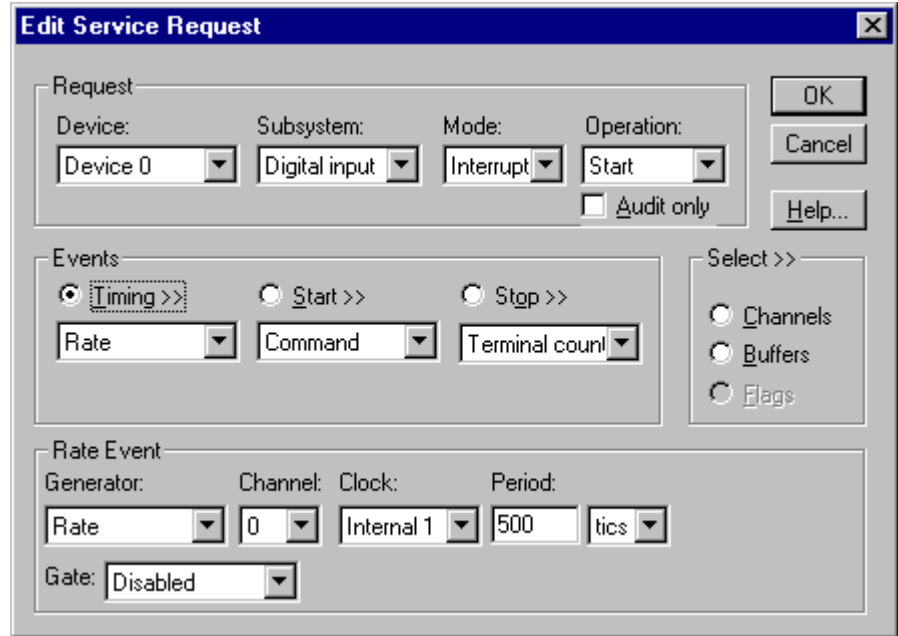 Edit Service Request
Request
OK
Device: Subsystem: Mode: Operation:
Cancel
Device 0 Digital input Interrupt Start
Audit only
Help...
Events
Select >>
Timing >> Start >> Stop >>
Channels
Rate Command Terminal count
Buffers
Flags
Rate Event
Generator: Channel: Clock: Period:
Rate 0 Internal 1 500 tics
Gate: Disabled